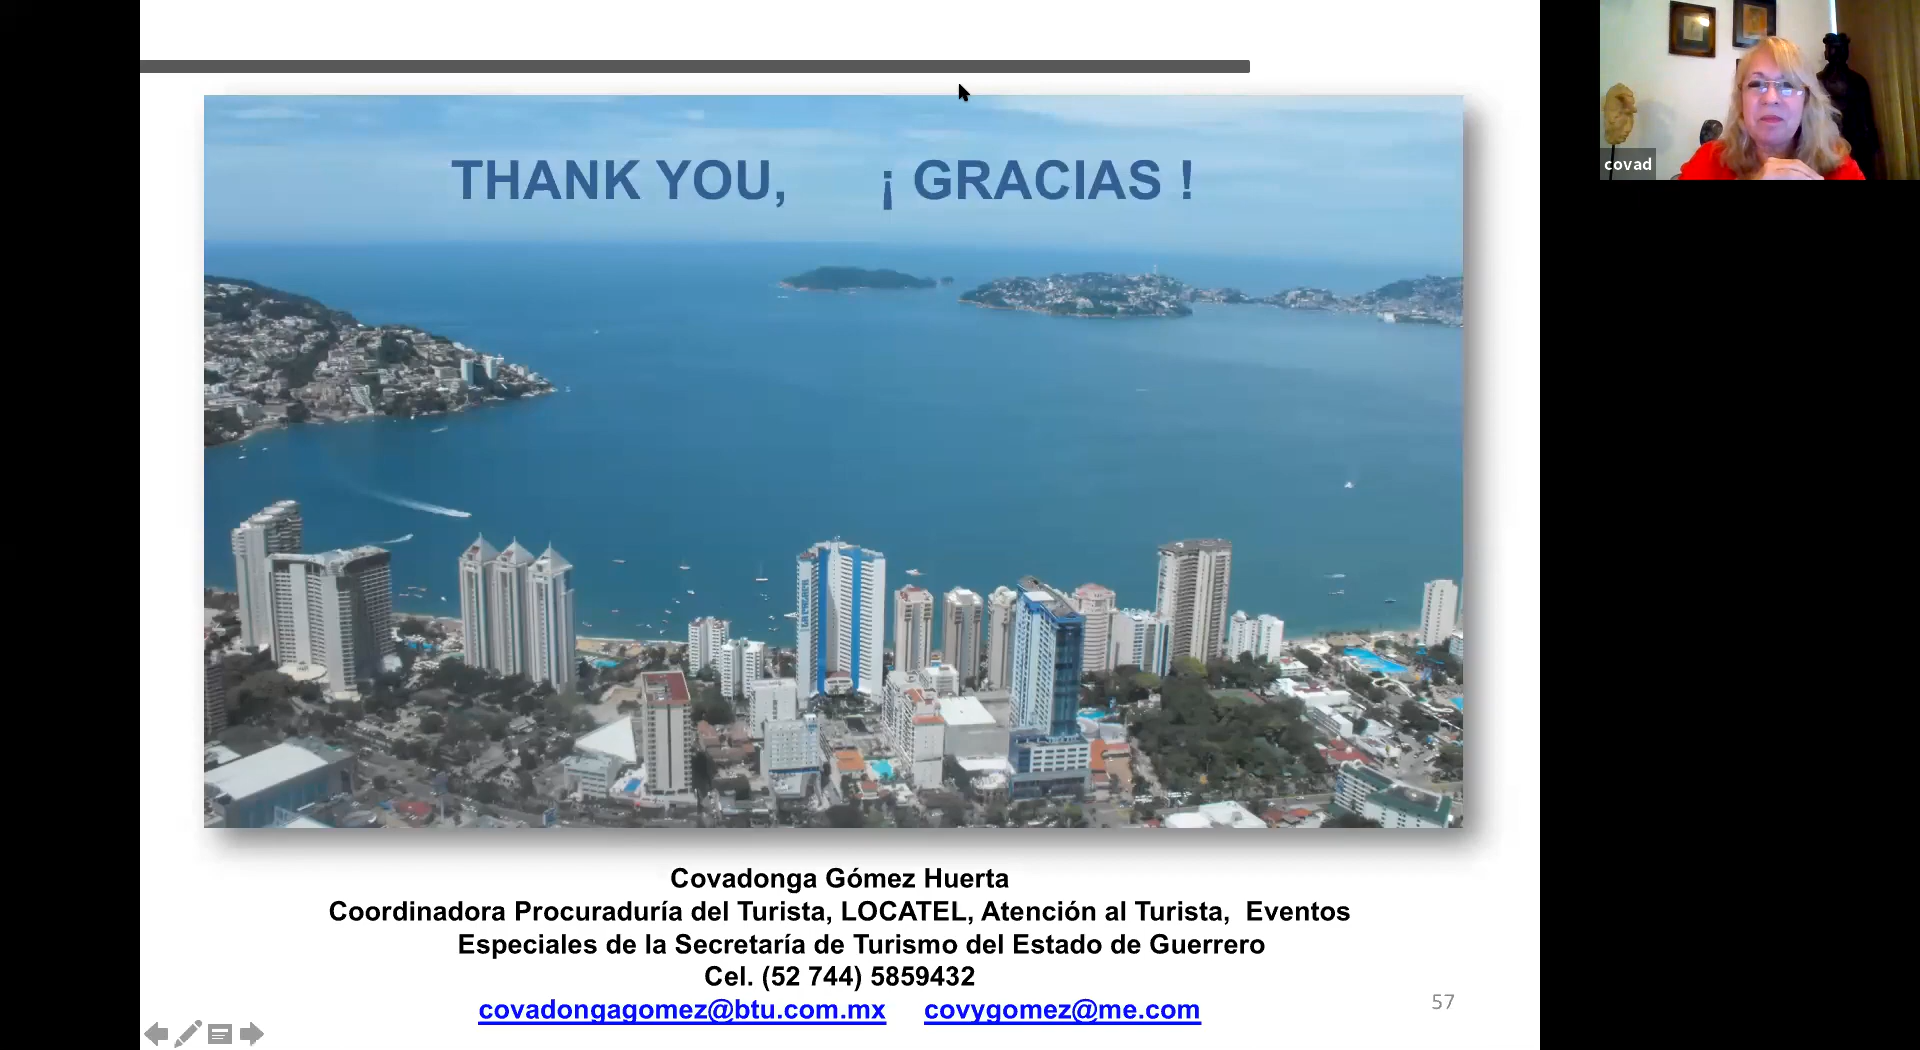 THANK YOU, ¡ GRACIAS !
covad
Covadonga Gómez Huerta
Coordinadora Procuraduría del Turista, LOCATEL, Atención al Turista, Eventos
Especiales de la Secretaría de Turismo del Estado de Guerrero
Cel. (52 744) 5859432
covadongagomez@btu.com.mx covygomez@me.com
57